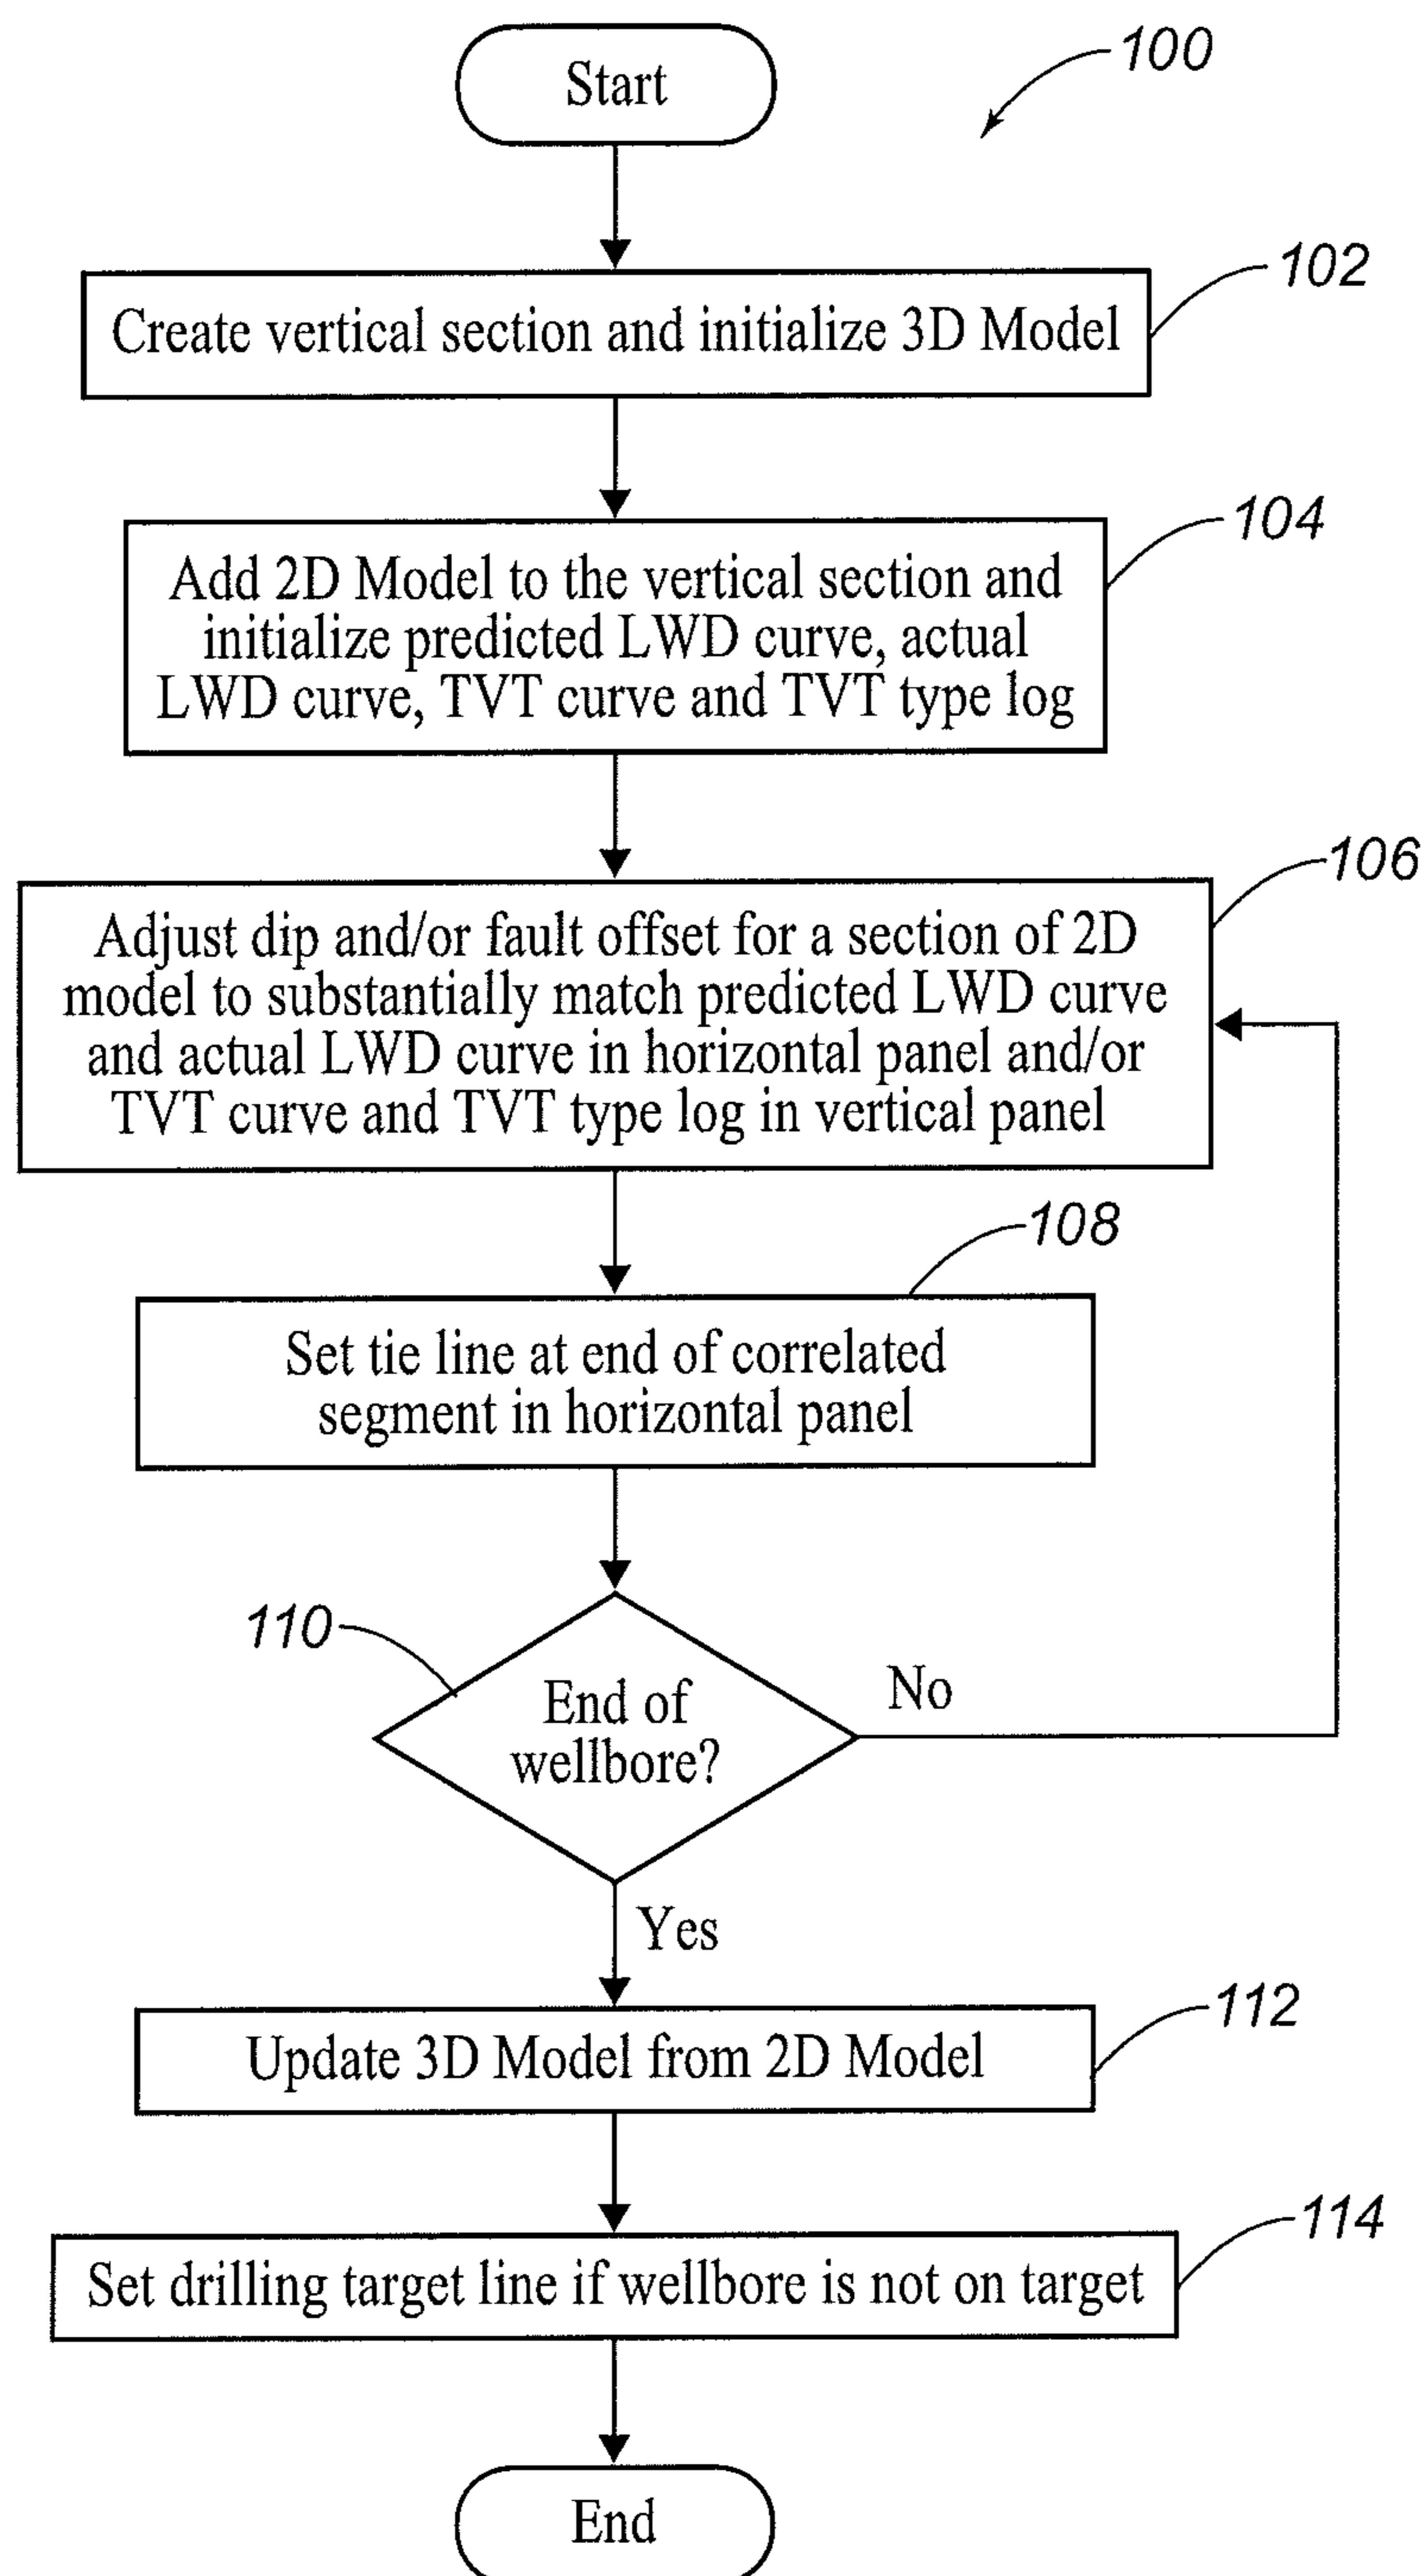 Start
100
102
Create vertical section and initialize 3D Model
104
Add 2D Model to the vertical section and
initialize predicted LWD curve, actual
LWD curve, TVT curve and TVT type log
106
Adjust dip and/or fault offset for a section of 2D
model to substantially match predicted LWD curve
and actual LWD curve in horizontal panel and/or
TVT curve and TVT type log in vertical panel
108
Set tie line at end of correlated
segment in horizontal panel
110
End of
wellbore?
No
Yes
112
Update 3D Model from 2D Model
114
Set drilling target line if wellbore is not on target
End